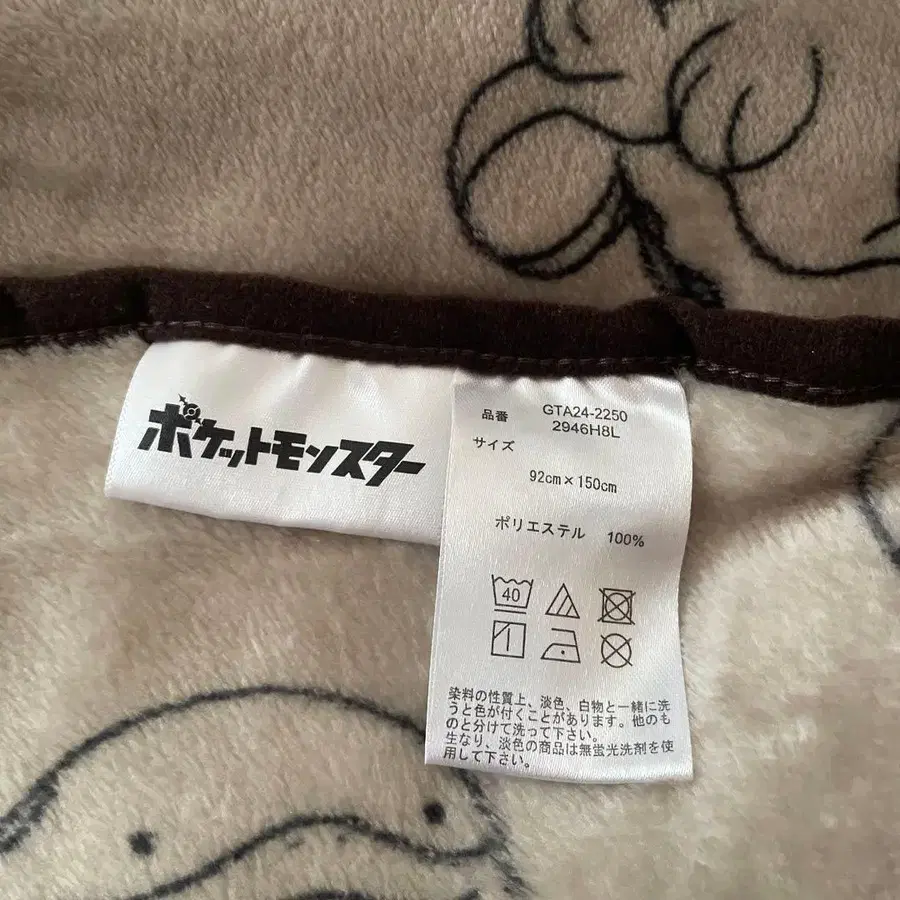 ポケットモンスター
品番 GTA24-2250
2946H8L
サイズ
92cm×150cm
ポリエステル 100%
40
染料の性質上、淡色、白物と一緒に洗
うと色が付くことがあります。他のも
のと分けて洗って下さい。
生なり、淡色の商品は無蛍光洗剤を使
用して下さい。